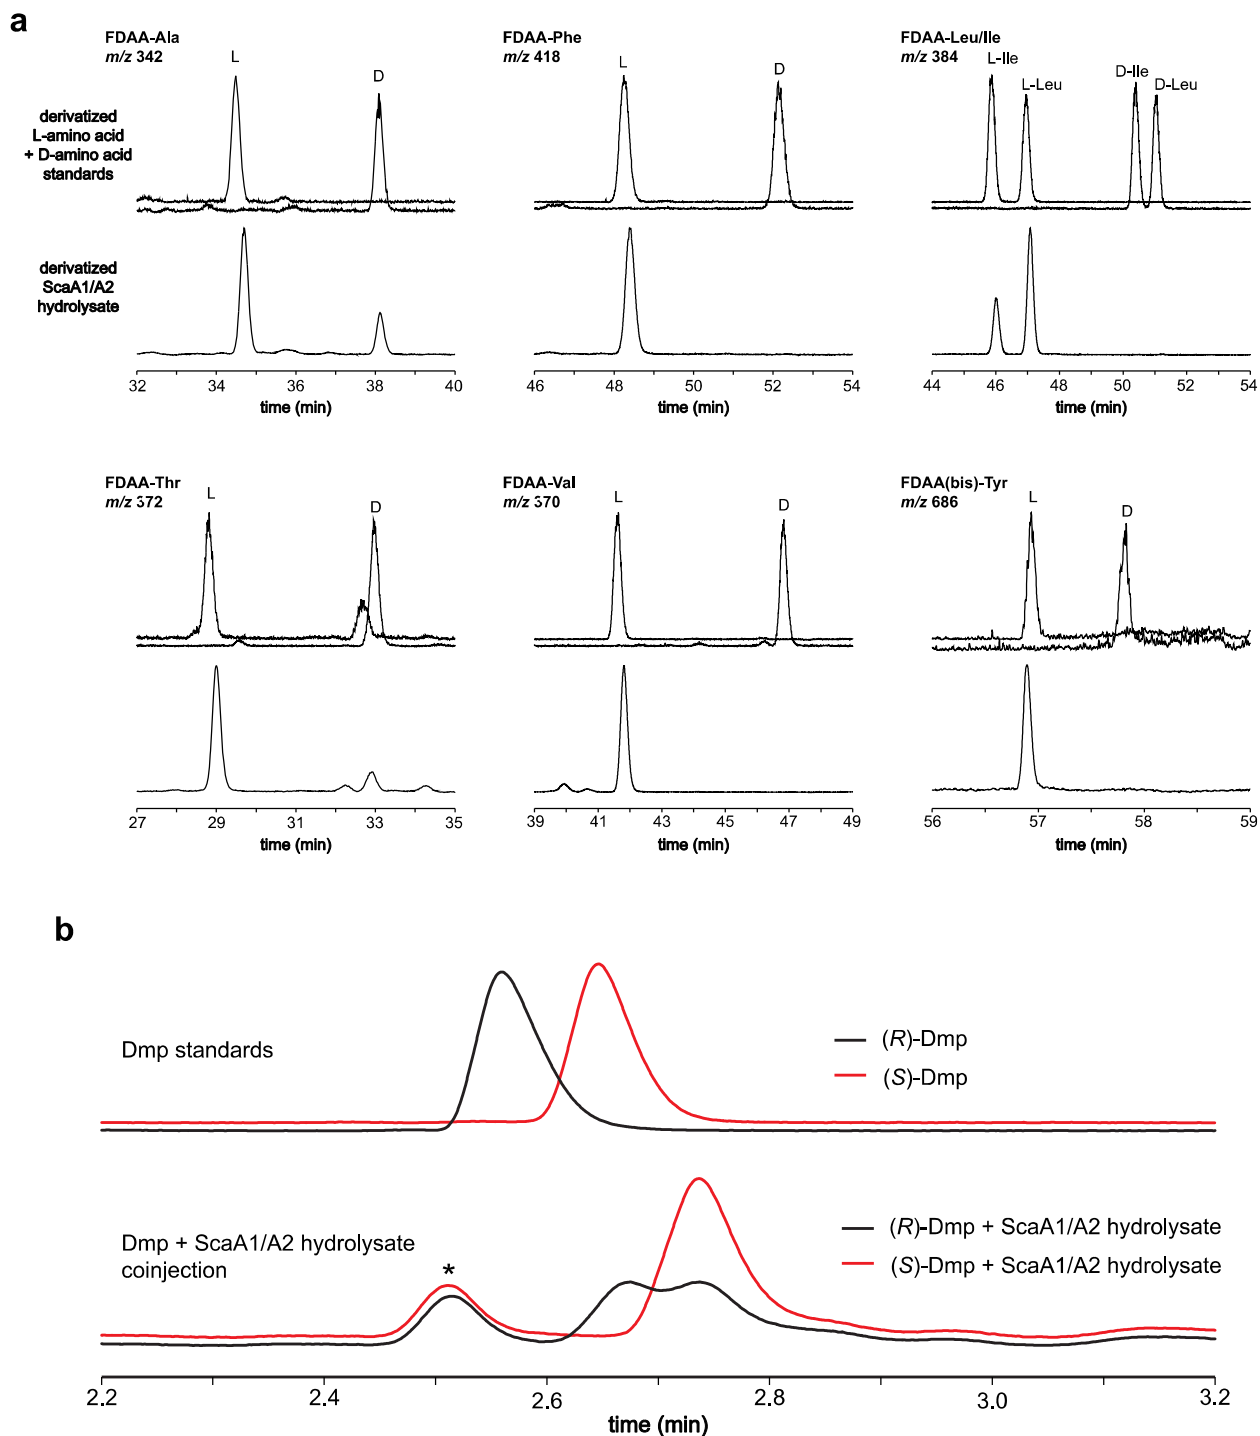 a
FDAA-Ala
m/z 342
L
D
FDAA-Phe
m/z 418
L
D
FDAA-Leu/Ile
m/z 384
L-Ile
L-Leu
D-Ile
D-Leu
derivatized
L-amino acid
+ D-amino acid
standards
derivatized
ScaA1/A2
hydrolysate
32 34 36 38 40
time (min)
46 48 50 52 54
time (min)
44 46 48 50 52 54
time (min)
FDAA-Thr
m/z 372
L
D
FDAA-Val
m/z 370
L
D
FDAA(bis)-Tyr
m/z 686
L
D
27 29 31 33 35
time (min)
39 41 43 45 47 49
time (min)
56 57 58 59
time (min)
b
Dmp standards
(R)-Dmp
(S)-Dmp
Dmp + ScaA1/A2 hydrolysate
coinjection
*
(R)-Dmp + ScaA1/A2 hydrolysate
(S)-Dmp + ScaA1/A2 hydrolysate
2.2 2.4 2.6 2.8 3.0 3.2
time (min)